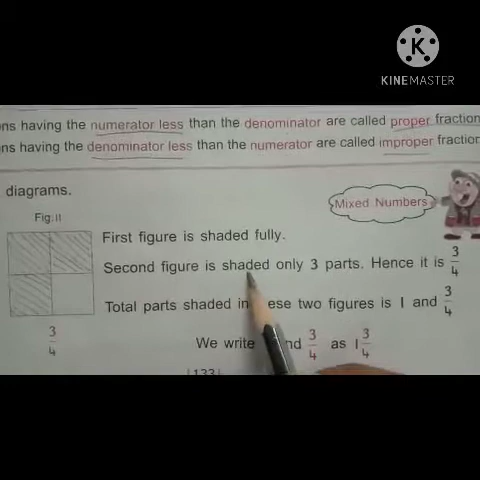 K
KINEMASTER
ns having the numerator less than the denominator are called proper fraction
ns having the denominator less than the numerator are called improper fraction
diagrams.
Mixed Numbers
Fig.II
First figure is shaded fully.
Second figure is shaded only 3 parts. Hence it is 3/4
Total parts shaded in ese two figures is 1 and 3/4
3/4
We write nd 3/4 as 1 3/4
133